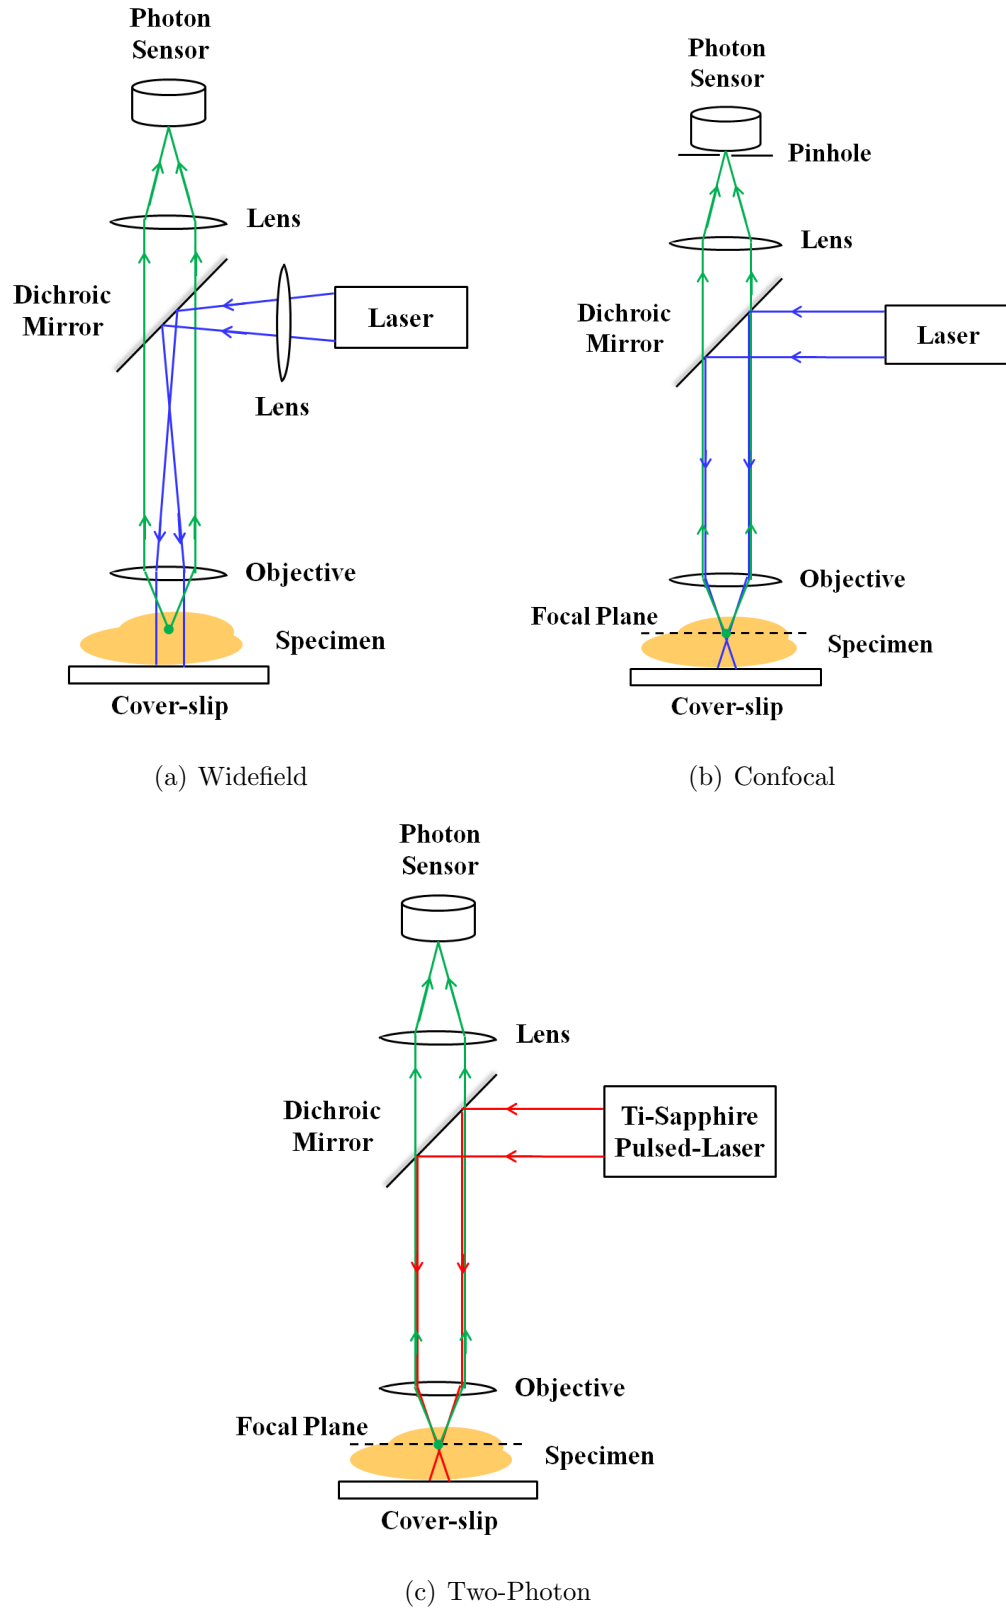 Photon
Sensor
Lens
Dichroic
Mirror
Laser
Lens
Objective
Specimen
Cover-slip
(a) Widefield
Photon
Sensor
Pinhole
Lens
Dichroic
Mirror
Laser
Objective
Focal Plane
Specimen
Cover-slip
(b) Confocal
Photon
Sensor
Lens
Dichroic
Mirror
Ti-Sapphire
Pulsed-Laser
Objective
Focal Plane
Specimen
Cover-slip
(c) Two-Photon